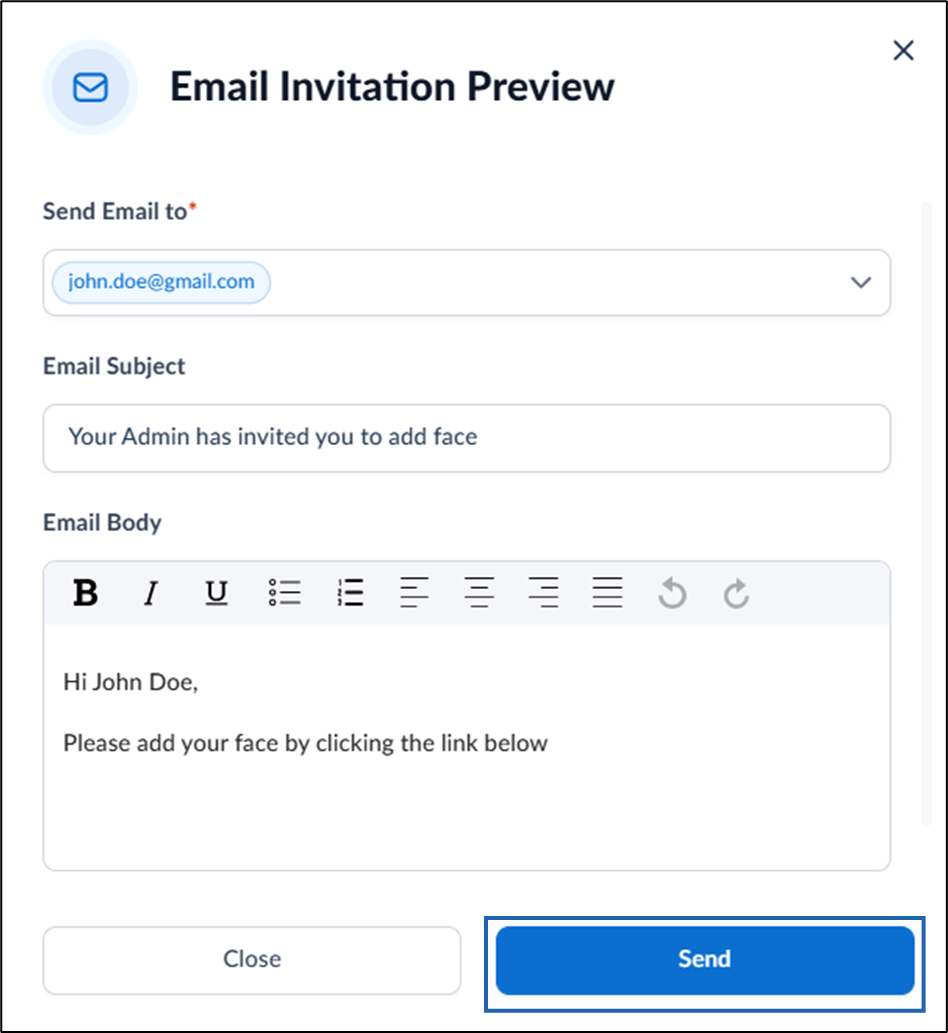 Email Invitation Preview
Send Email to*
john.doe@gmail.com
Email Subject
Your Admin has invited you to add face
Email Body
B I U
Hi John Doe,
Please add your face by clicking the link below
Close
Send